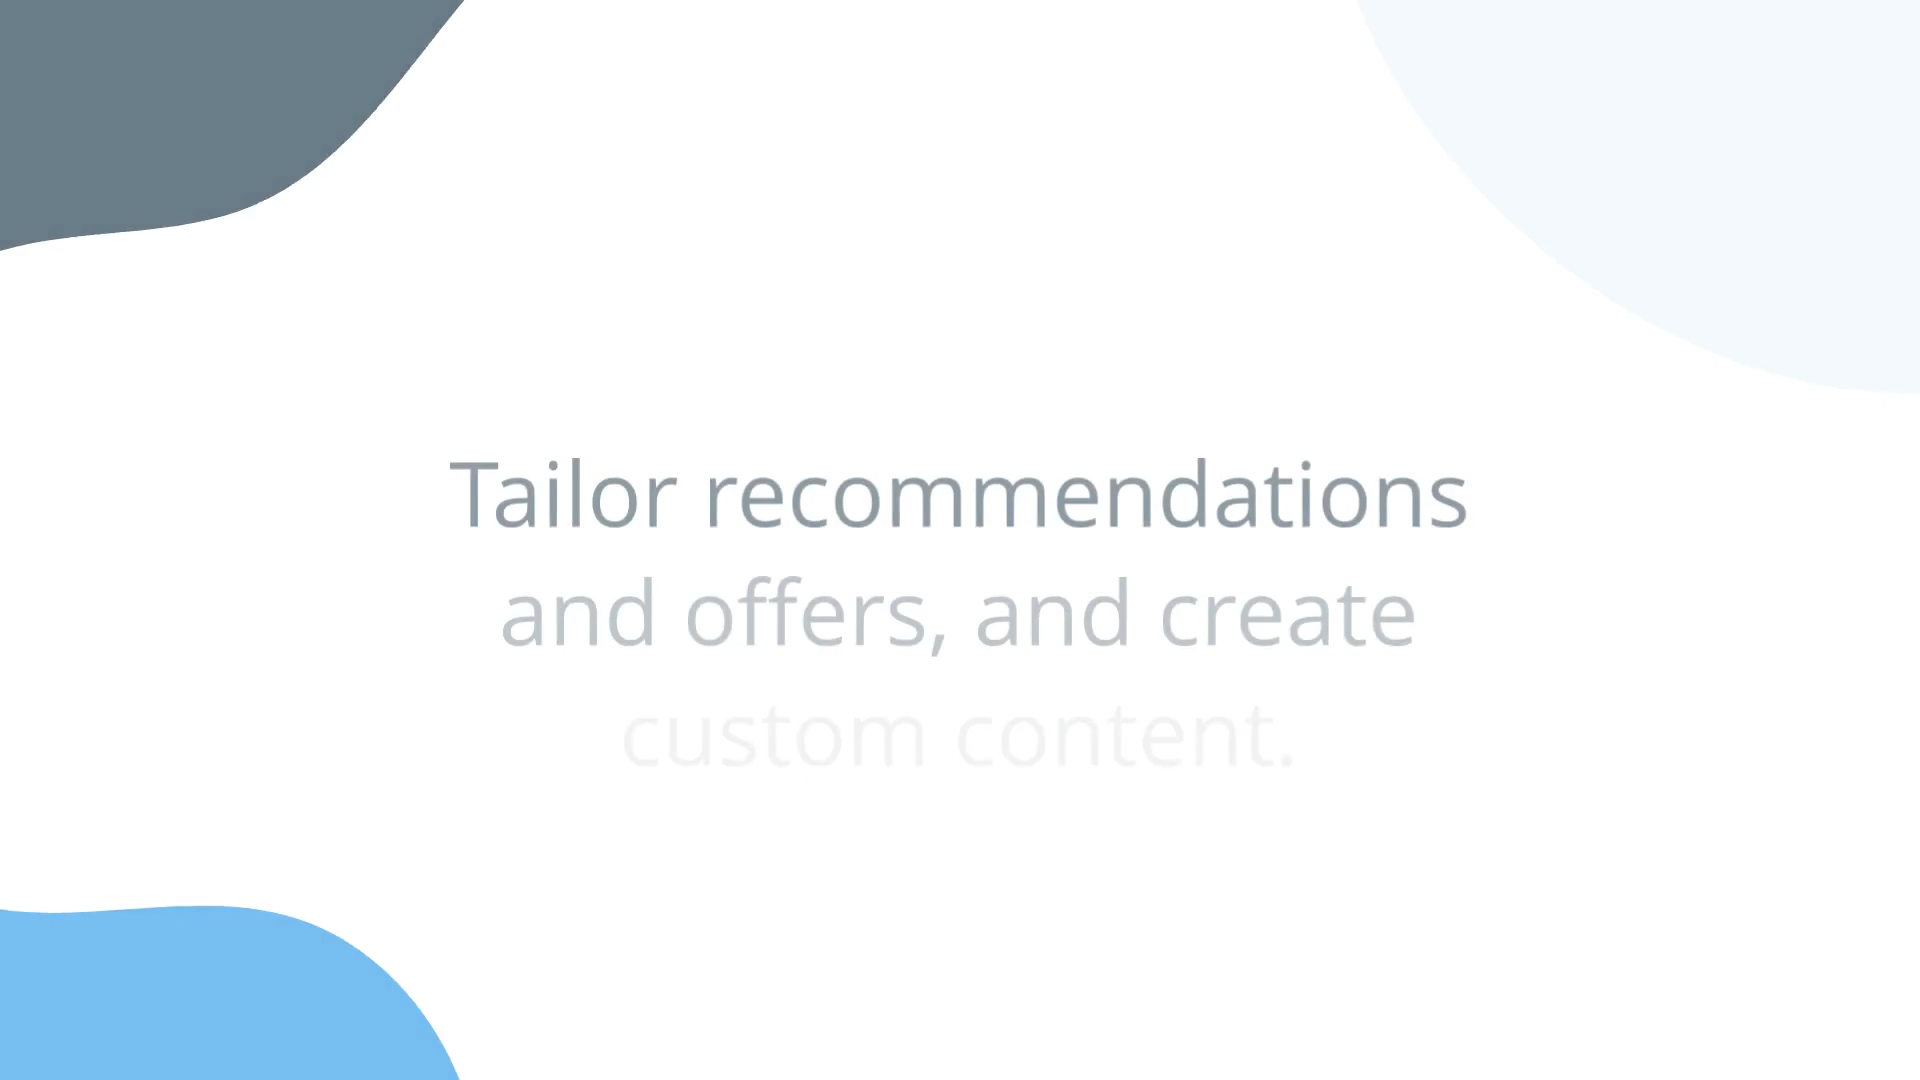 Tailor recommendations
and offers, and create
custom content.